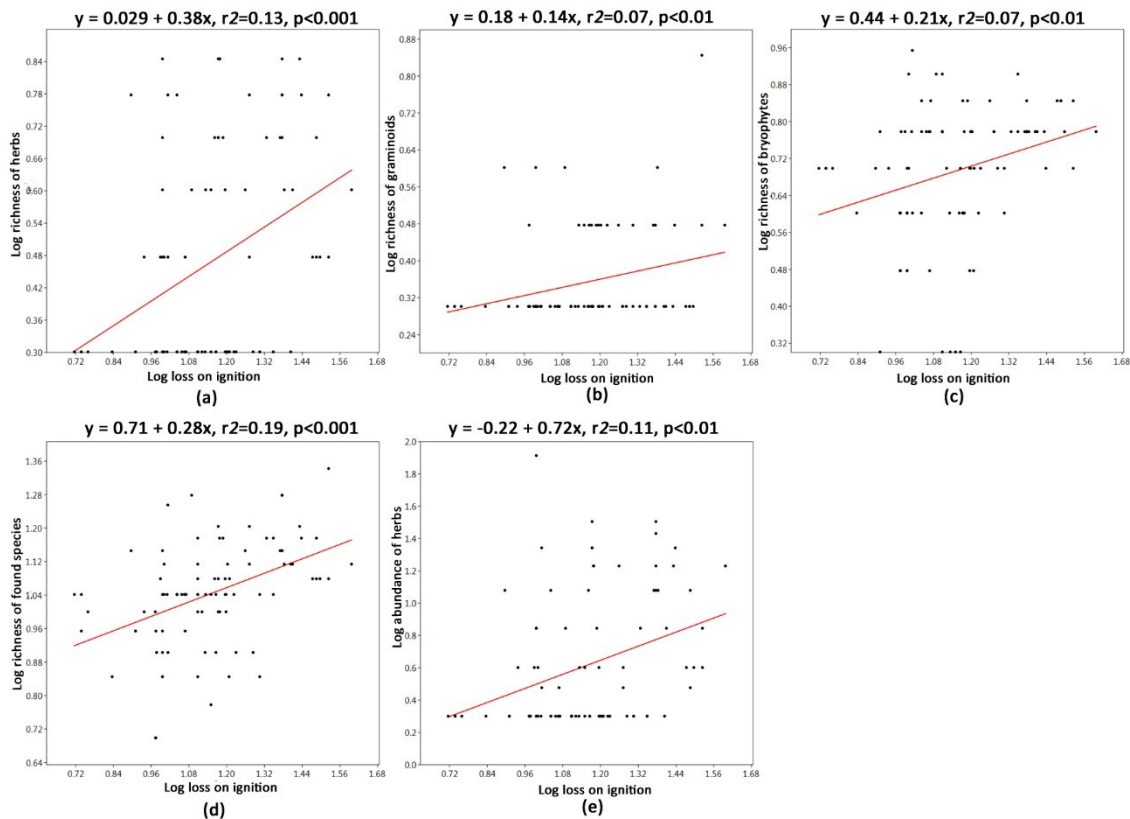 y = 0.029 + 0.38x, r2=0.13, p<0.001
Log richness of herbs
0.84
0.78
0.72
0.66
0.60
0.54
0.48
0.42
0.36
0.30
0.72 0.84 0.96 1.08 1.20 1.32 1.44 1.56 1.68
Log loss on ignition
(a)
y = 0.18 + 0.14x, r2=0.07, p<0.01
Log richness of graminoids
0.88
0.80
0.72
0.64
0.56
0.48
0.40
0.32
0.24
0.72 0.84 0.96 1.08 1.20 1.32 1.44 1.56 1.68
Log loss on ignition
(b)
y = 0.44 + 0.21x, r2=0.07, p<0.01
Log richness of bryophytes
0.96
0.88
0.80
0.72
0.64
0.56
0.48
0.40
0.32
0.72 0.84 0.96 1.08 1.20 1.32 1.44 1.56 1.68
Log loss on ignition
(c)
y = 0.71 + 0.28x, r2=0.19, p<0.001
Log richness of found species
1.36
1.28
1.20
1.12
1.04
0.96
0.88
0.80
0.72
0.64
0.72 0.84 0.96 1.08 1.20 1.32 1.44 1.56 1.68
Log loss on ignition
(d)
y = -0.22 + 0.72x, r2=0.11, p<0.01
Log abundance of herbs
2.0
1.8
1.6
1.4
1.2
1.0
0.8
0.6
0.4
0.2
0.0
0.72 0.84 0.96 1.08 1.20 1.32 1.44 1.56 1.68
Log loss on ignition
(e)